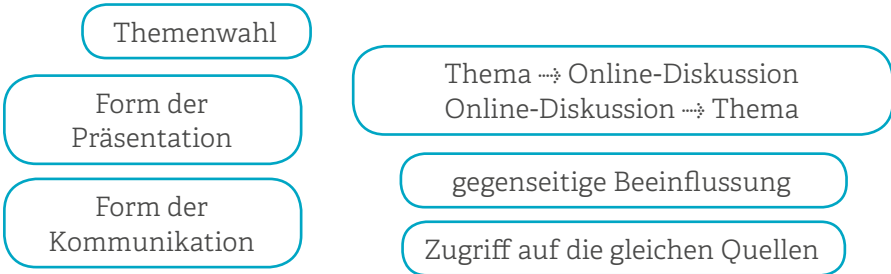 Themenwahl
Form der
Präsentation
Form der
Kommunikation
Thema ⤑ Online-Diskussion
Online-Diskussion ⤑ Thema
gegenseitige Beeinflussung
Zugriff auf die gleichen Quellen